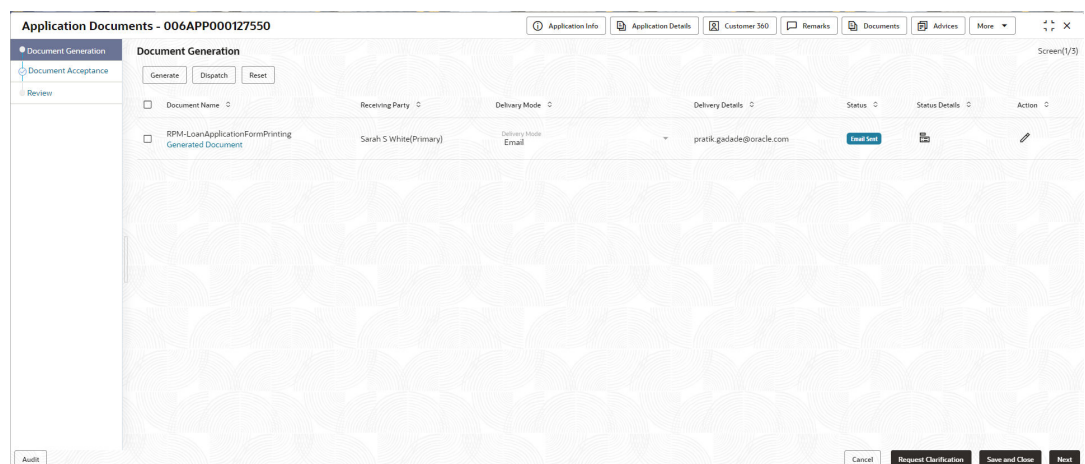 Application Documents - 006APP000127550
Application Info
Application Details
Customer 360
Remarks
Documents
Advices
More
Document Generation
Document Acceptance
Review
Document Generation
Screen(1/3)
Generate
Dispatch
Reset
Document Name
Receiving Party
Delivary Mode
Delivery Details
Status
Status Details
Action
RPM-LoanApplicationFormPrinting
Generated Document
Sarah S White(Primary)
Delivery Mode
Email
pratik.gadade@oracle.com
Email Sent
Audit
Cancel
Request Clarification
Save and Close
Next